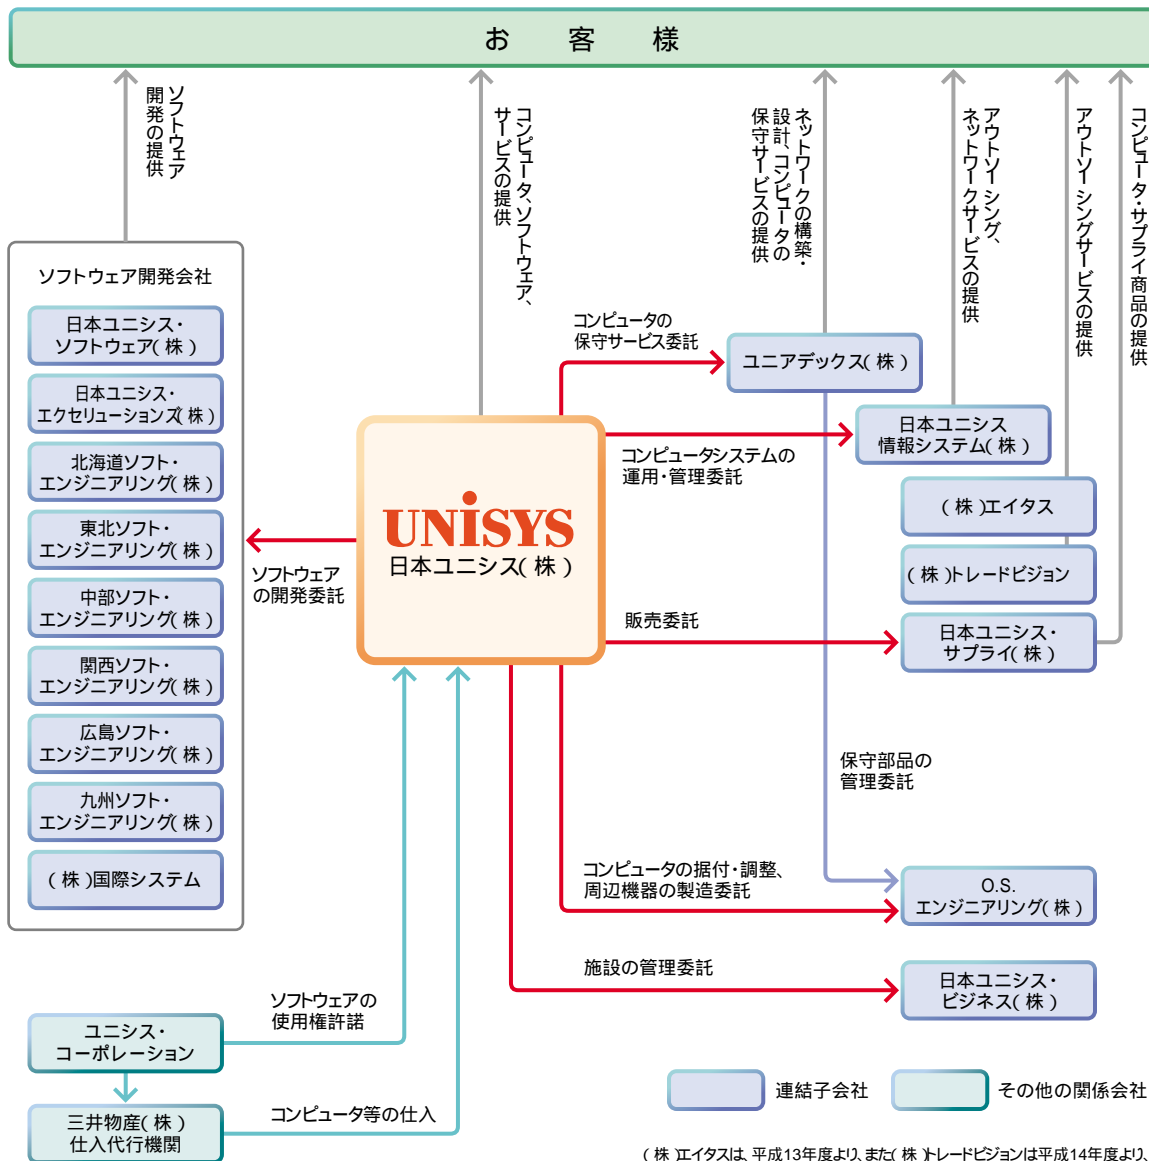 お客様
ソフトウェア
開発の提供
コンピュータ、ソフトウェア、
サービスの提供
ネットワークの構築・
設計、コンピュータの
保守サービスの提供
アウトソーシング、
ネットワークサービスの提供
アウトソーシングサービスの提供
コンピュータ・サプライ商品の提供
ソフトウェア開発会社
日本ユニシス・
ソフトウェア(株)
日本ユニシス・
エクセリューションズ(株)
北海道ソフト・
エンジニアリング(株)
東北ソフト・
エンジニアリング(株)
中部ソフト・
エンジニアリング(株)
関西ソフト・
エンジニアリング(株)
広島ソフト・
エンジニアリング(株)
九州ソフト・
エンジニアリング(株)
(株)国際システム
ソフトウェア
の開発委託
UNISYS
日本ユニシス(株)
コンピュータの
保守サービス委託
ユニアデックス(株)
コンピュータシステムの
運用・管理委託
日本ユニシス
情報システム(株)
(株)エイタス
(株)トレードビジョン
販売委託
日本ユニシス・
サプライ(株)
保守部品の
管理委託
コンピュータの据付・調整、
周辺機器の製造委託
O.S.
エンジニアリング(株)
施設の管理委託
日本ユニシス・
ビジネス(株)
ソフトウェアの
使用権許諾
ユニシス・
コーポレーション
コンピュータ等の仕入
三井物産(株)
仕入代行機関
連結子会社
その他の関係会社
(株)エイタスは、平成13年度より、また(株)トレードビジョンは平成14年度より、